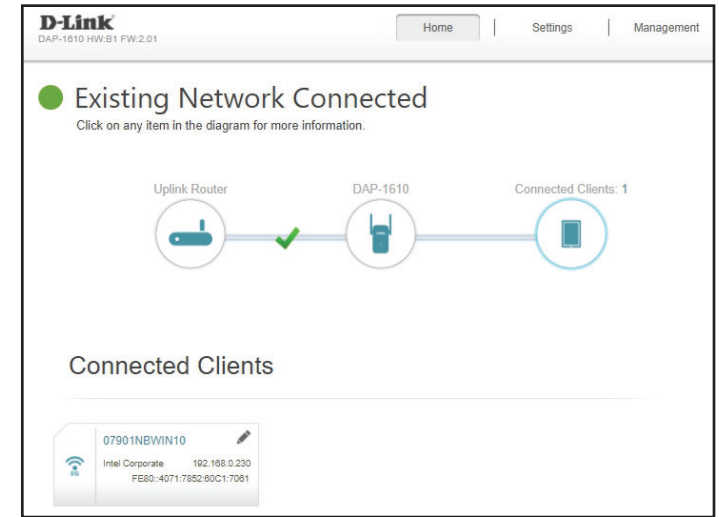 D-Link
DAP-1610 HW:B1 FW:2.01
Home | Settings | Management
Existing Network Connected
Click on any item in the diagram for more information.
Uplink Router DAP-1610 Connected Clients: 1
Connected Clients
07901NBWIN10
Intel Corporate 192.168.0.230
FE80::4071:7852:60C1:7061
5G